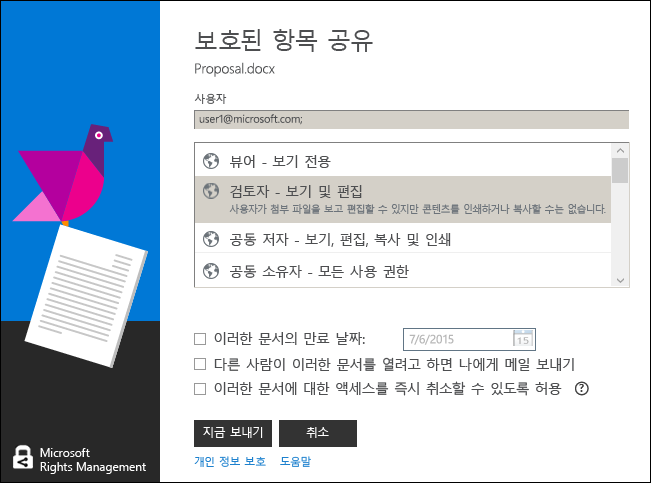 보호된 항목 공유
Proposal.docx
사용자
user1@microsoft.com;
뷰어 - 보기 전용
검토자 - 보기 및 편집
사용자가 첨부 파일을 보고 편집할 수 있지만 콘텐츠를 인쇄하거나 복사할 수는 없습니다.
공동 저자 - 보기, 편집, 복사 및 인쇄
공동 소유자 - 모든 사용 권한
이러한 문서의 만료 날짜: 7/6/2015 15
다른 사람이 이러한 문서를 열려고 하면 나에게 메일 보내기
이러한 문서에 대한 액세스를 즉시 취소할 수 있도록 허용 ?
지금 보내기 취소
개인 정보 보호 도움말
Microsoft
Rights Management